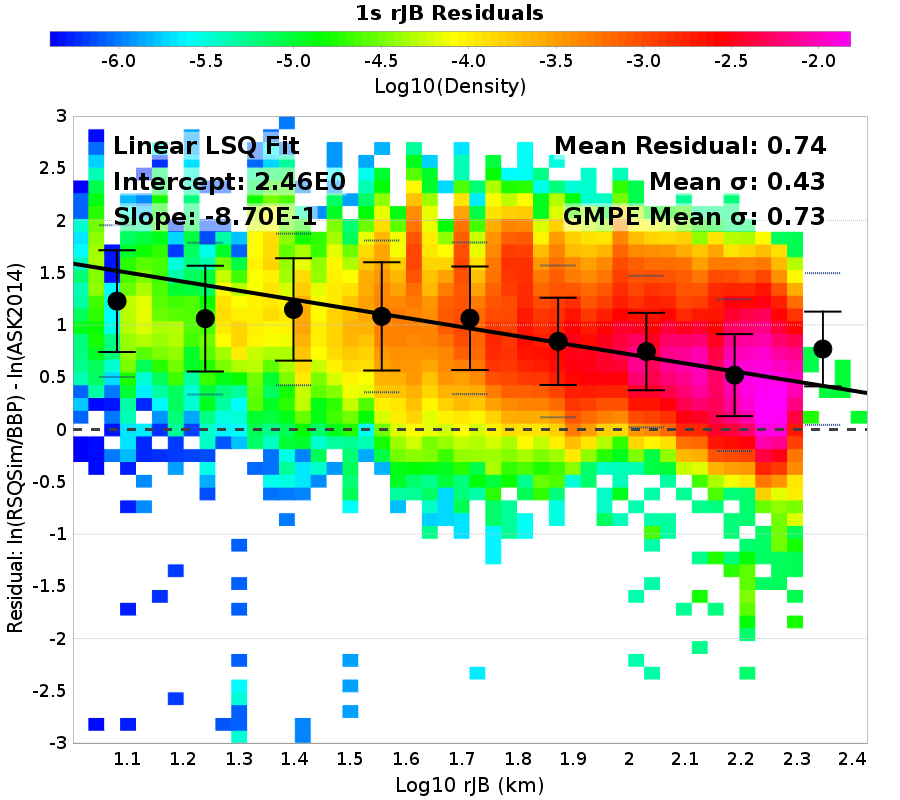 1s rJB Residuals
-6.0 -5.5 -5.0 -4.5 -4.0 -3.5 -3.0 -2.5 -2.0
Log10(Density)
Linear LSQ Fit
Intercept: 2.46E0
Slope: -8.70E-1
Mean Residual: 0.74
Mean σ: 0.43
GMPE Mean σ: 0.73
Residual: ln(RSQSim/BBP) - ln(ASK2014)
3
2.5
2
1.5
1
0.5
0
-0.5
-1
-1.5
-2
-2.5
-3
1.1 1.2 1.3 1.4 1.5 1.6 1.7 1.8 1.9 2 2.1 2.2 2.3 2.4
Log10 rJB (km)